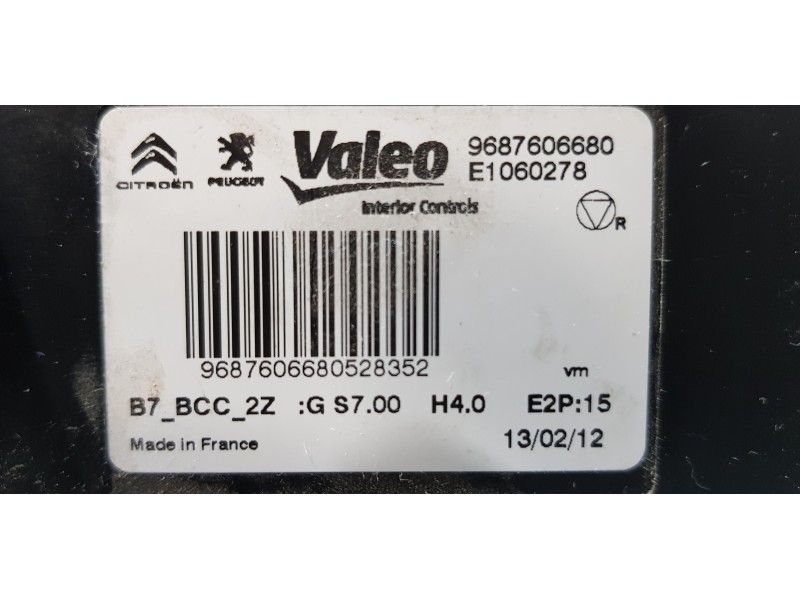 CITROËN PEUGEOT Valeo 9687606680
E1060278
Interior Controls
R
9687606680528352
vm
B7_BCC_2Z :G S7.00 H4.0 E2P:15
Made in France 13/02/12